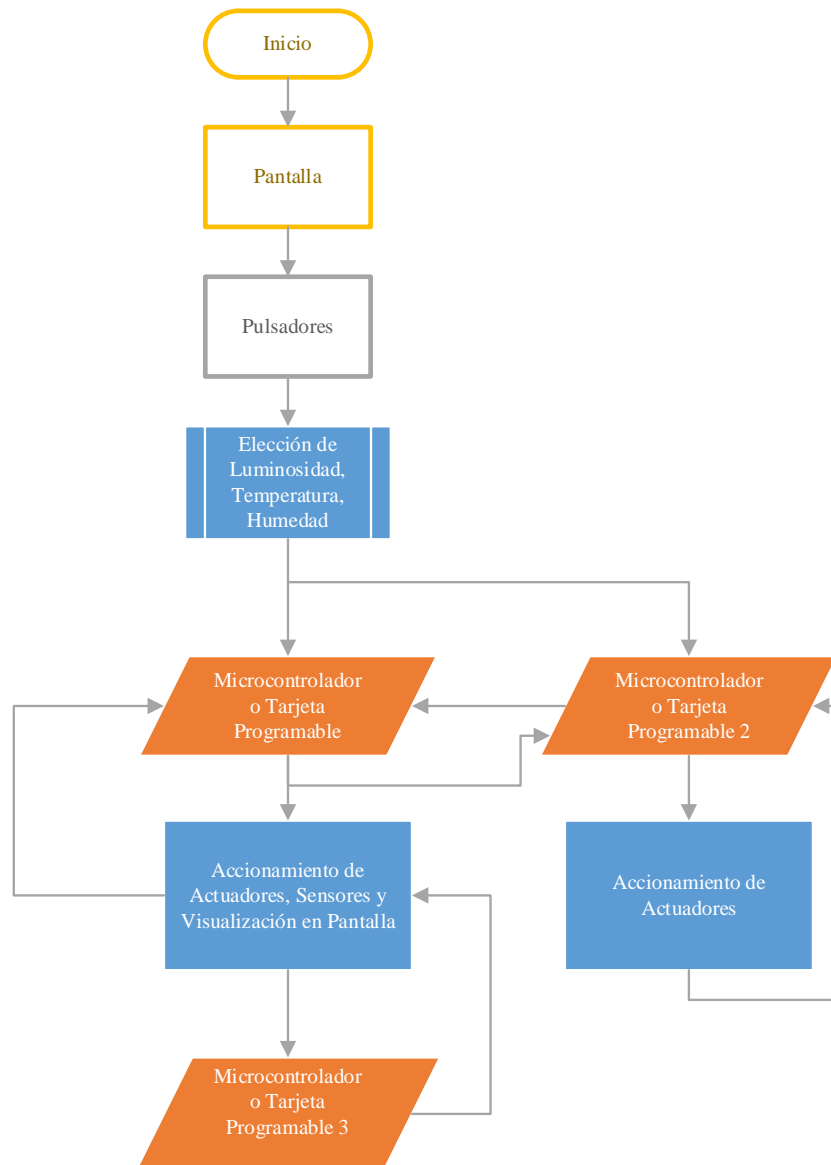 Inicio
Pantalla
Pulsadores
Elección de
Luminosidad,
Temperatura,
Humedad
Microcontrolador
o Tarjeta
Programable
Microcontrolador
o Tarjeta
Programable 2
Accionamiento de
Actuadores, Sensores y
Visualización en Pantalla
Accionamiento de
Actuadores
Microcontrolador
o Tarjeta
Programable 3